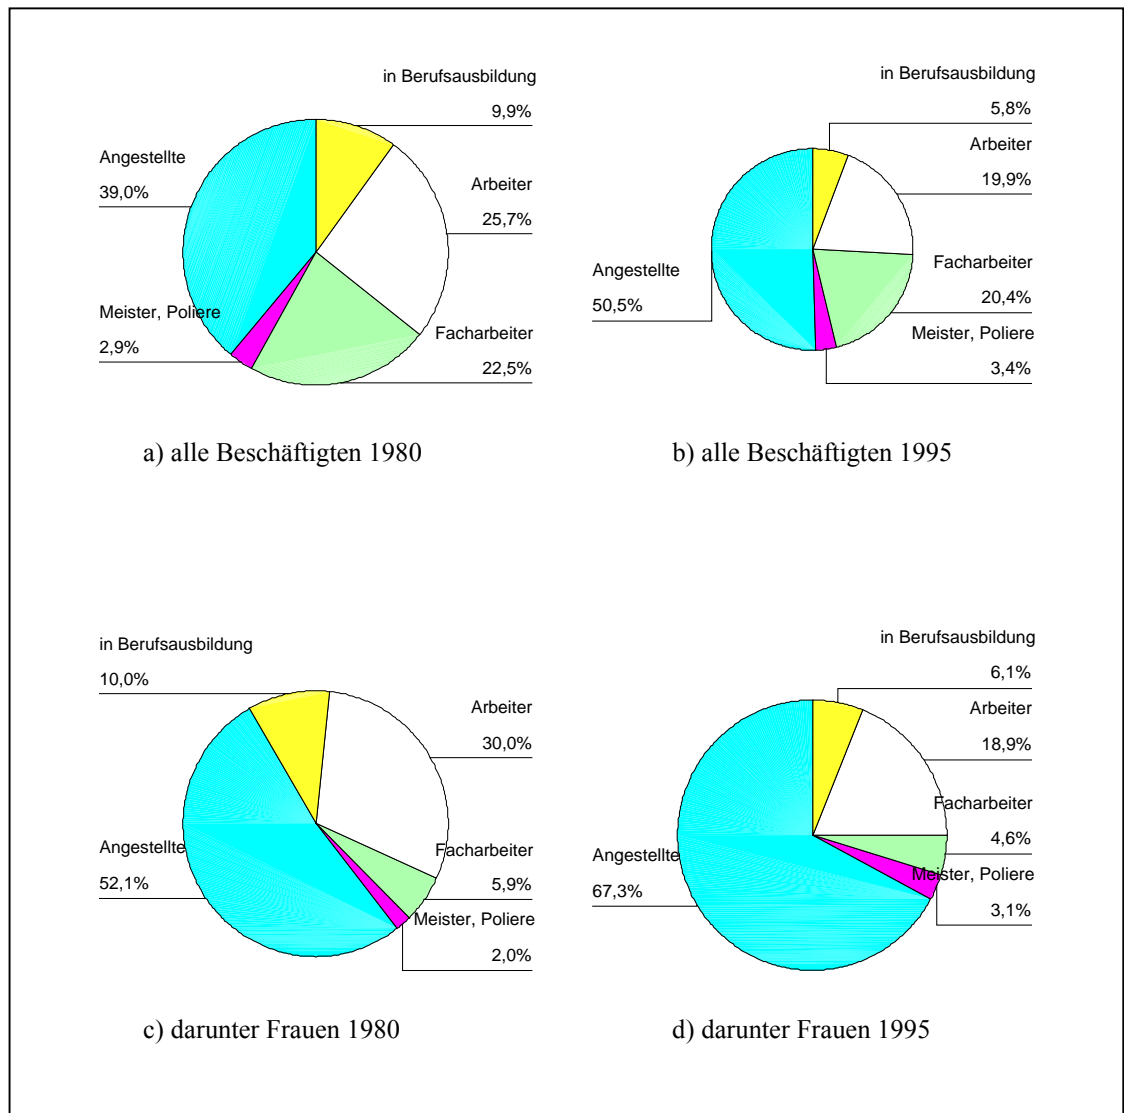 in Berufsausbildung
9,9%
Angestellte
39,0%
Arbeiter
25,7%
Meister, Poliere
2,9%
Facharbeiter
22,5%
a) alle Beschäftigten 1980
in Berufsausbildung
5,8%
Arbeiter
19,9%
Facharbeiter
20,4%
Angestellte
50,5%
Meister, Poliere
3,4%
b) alle Beschäftigten 1995
in Berufsausbildung
10,0%
Arbeiter
30,0%
Angestellte
52,1%
Facharbeiter
5,9%
Meister, Poliere
2,0%
c) darunter Frauen 1980
in Berufsausbildung
6,1%
Arbeiter
18,9%
Facharbeiter
4,6%
Angestellte
67,3%
Meister, Poliere
3,1%
d) darunter Frauen 1995